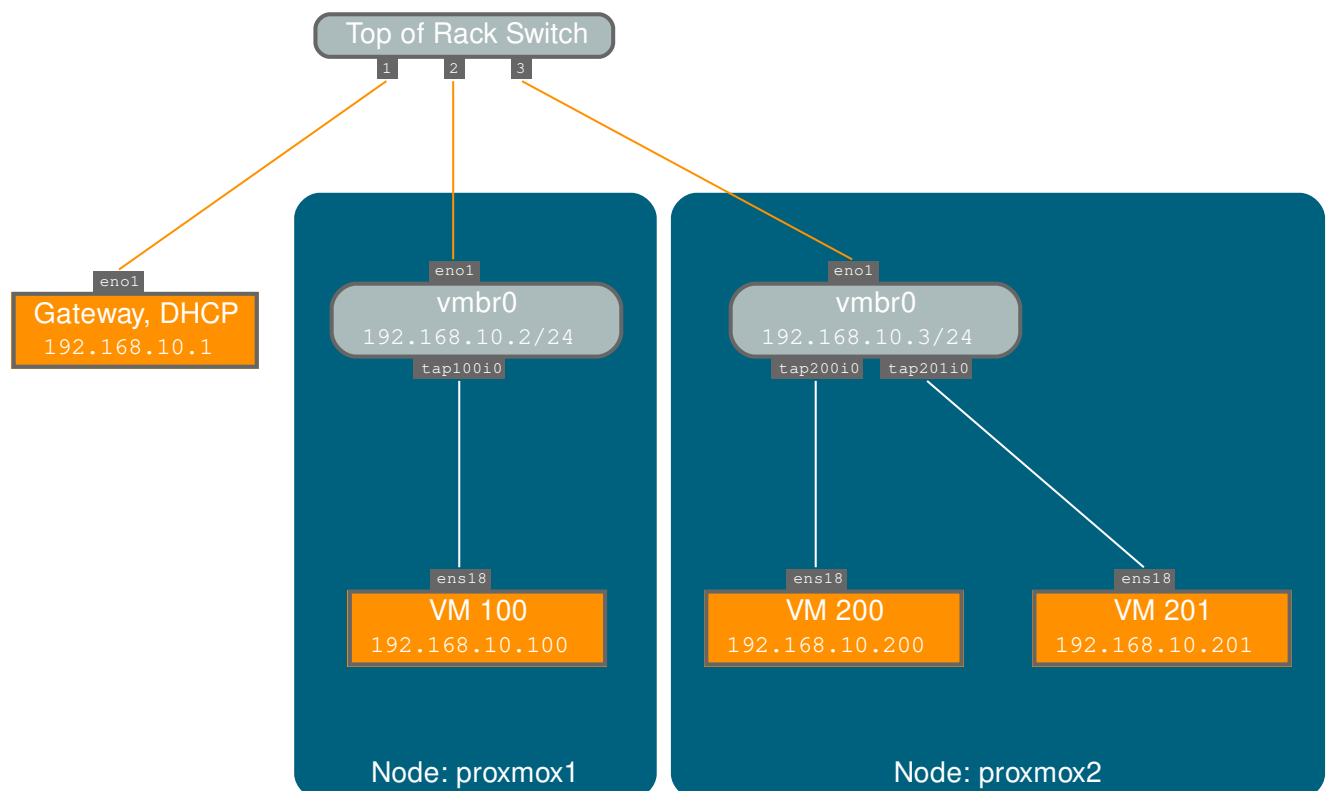 Top of Rack Switch
1 2 3
eno1 eno1 eno1
Gateway, DHCP
192.168.10.1
vmbr0
192.168.10.2/24
tap100i0
vmbr0
192.168.10.3/24
tap200i0 tap201i0
ens18
VM 100
192.168.10.100
ens18
VM 200
192.168.10.200
ens18
VM 201
192.168.10.201
Node: proxmox1
Node: proxmox2